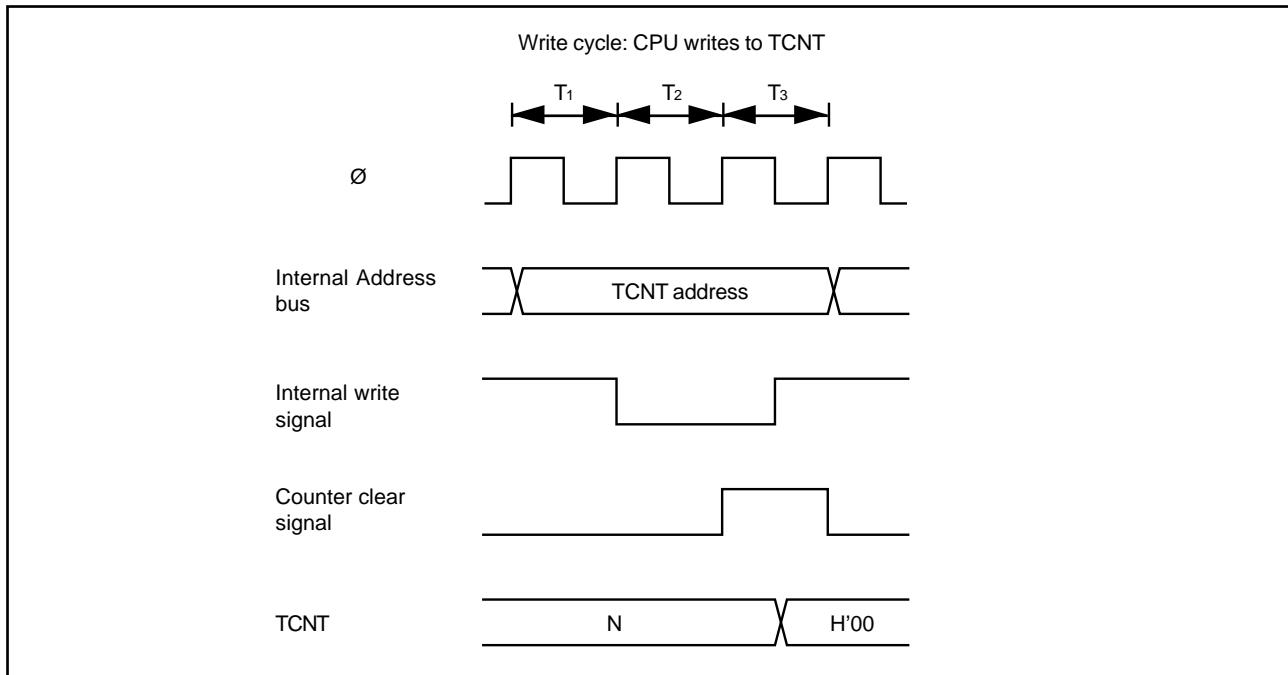 Write cycle: CPU writes to TCNT
T1 T2 T3
Ø
Internal Address
bus
TCNT address
Internal write
signal
Counter clear
signal
TCNT
N
H’00